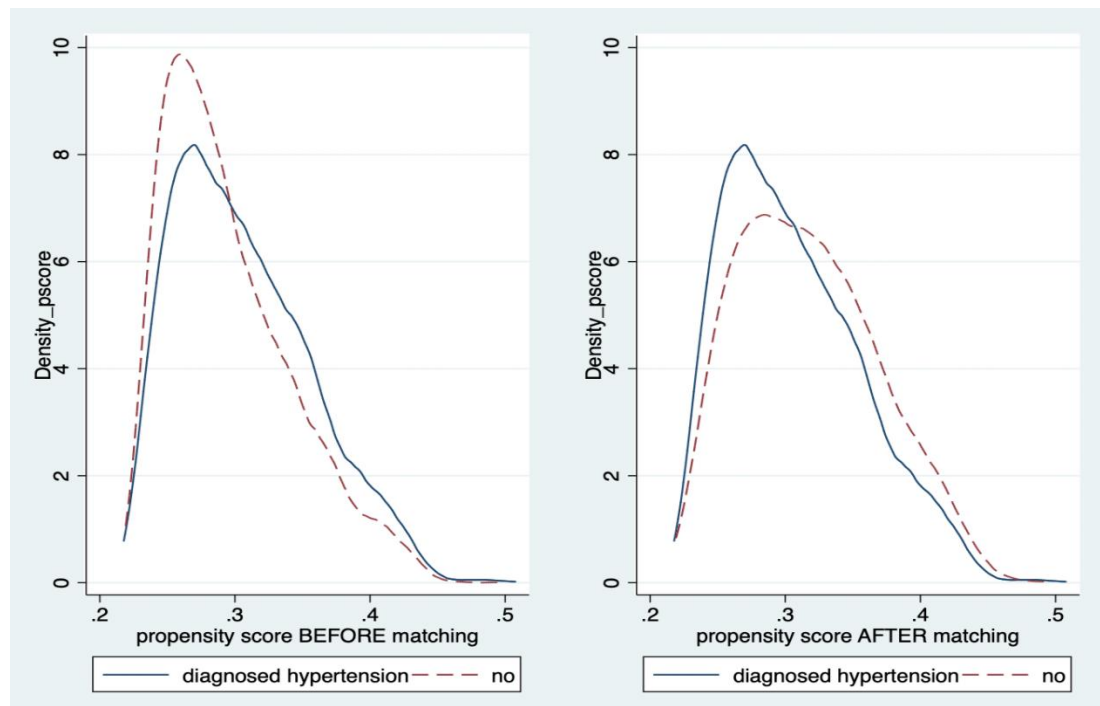 10
8
6
4
2
0
Density_pscore
.2 .3 .4 .5
propensity score BEFORE matching
diagnosed hypertension no
10
8
6
4
2
0
Density_pscore
.2 .3 .4 .5
propensity score AFTER matching
diagnosed hypertension no